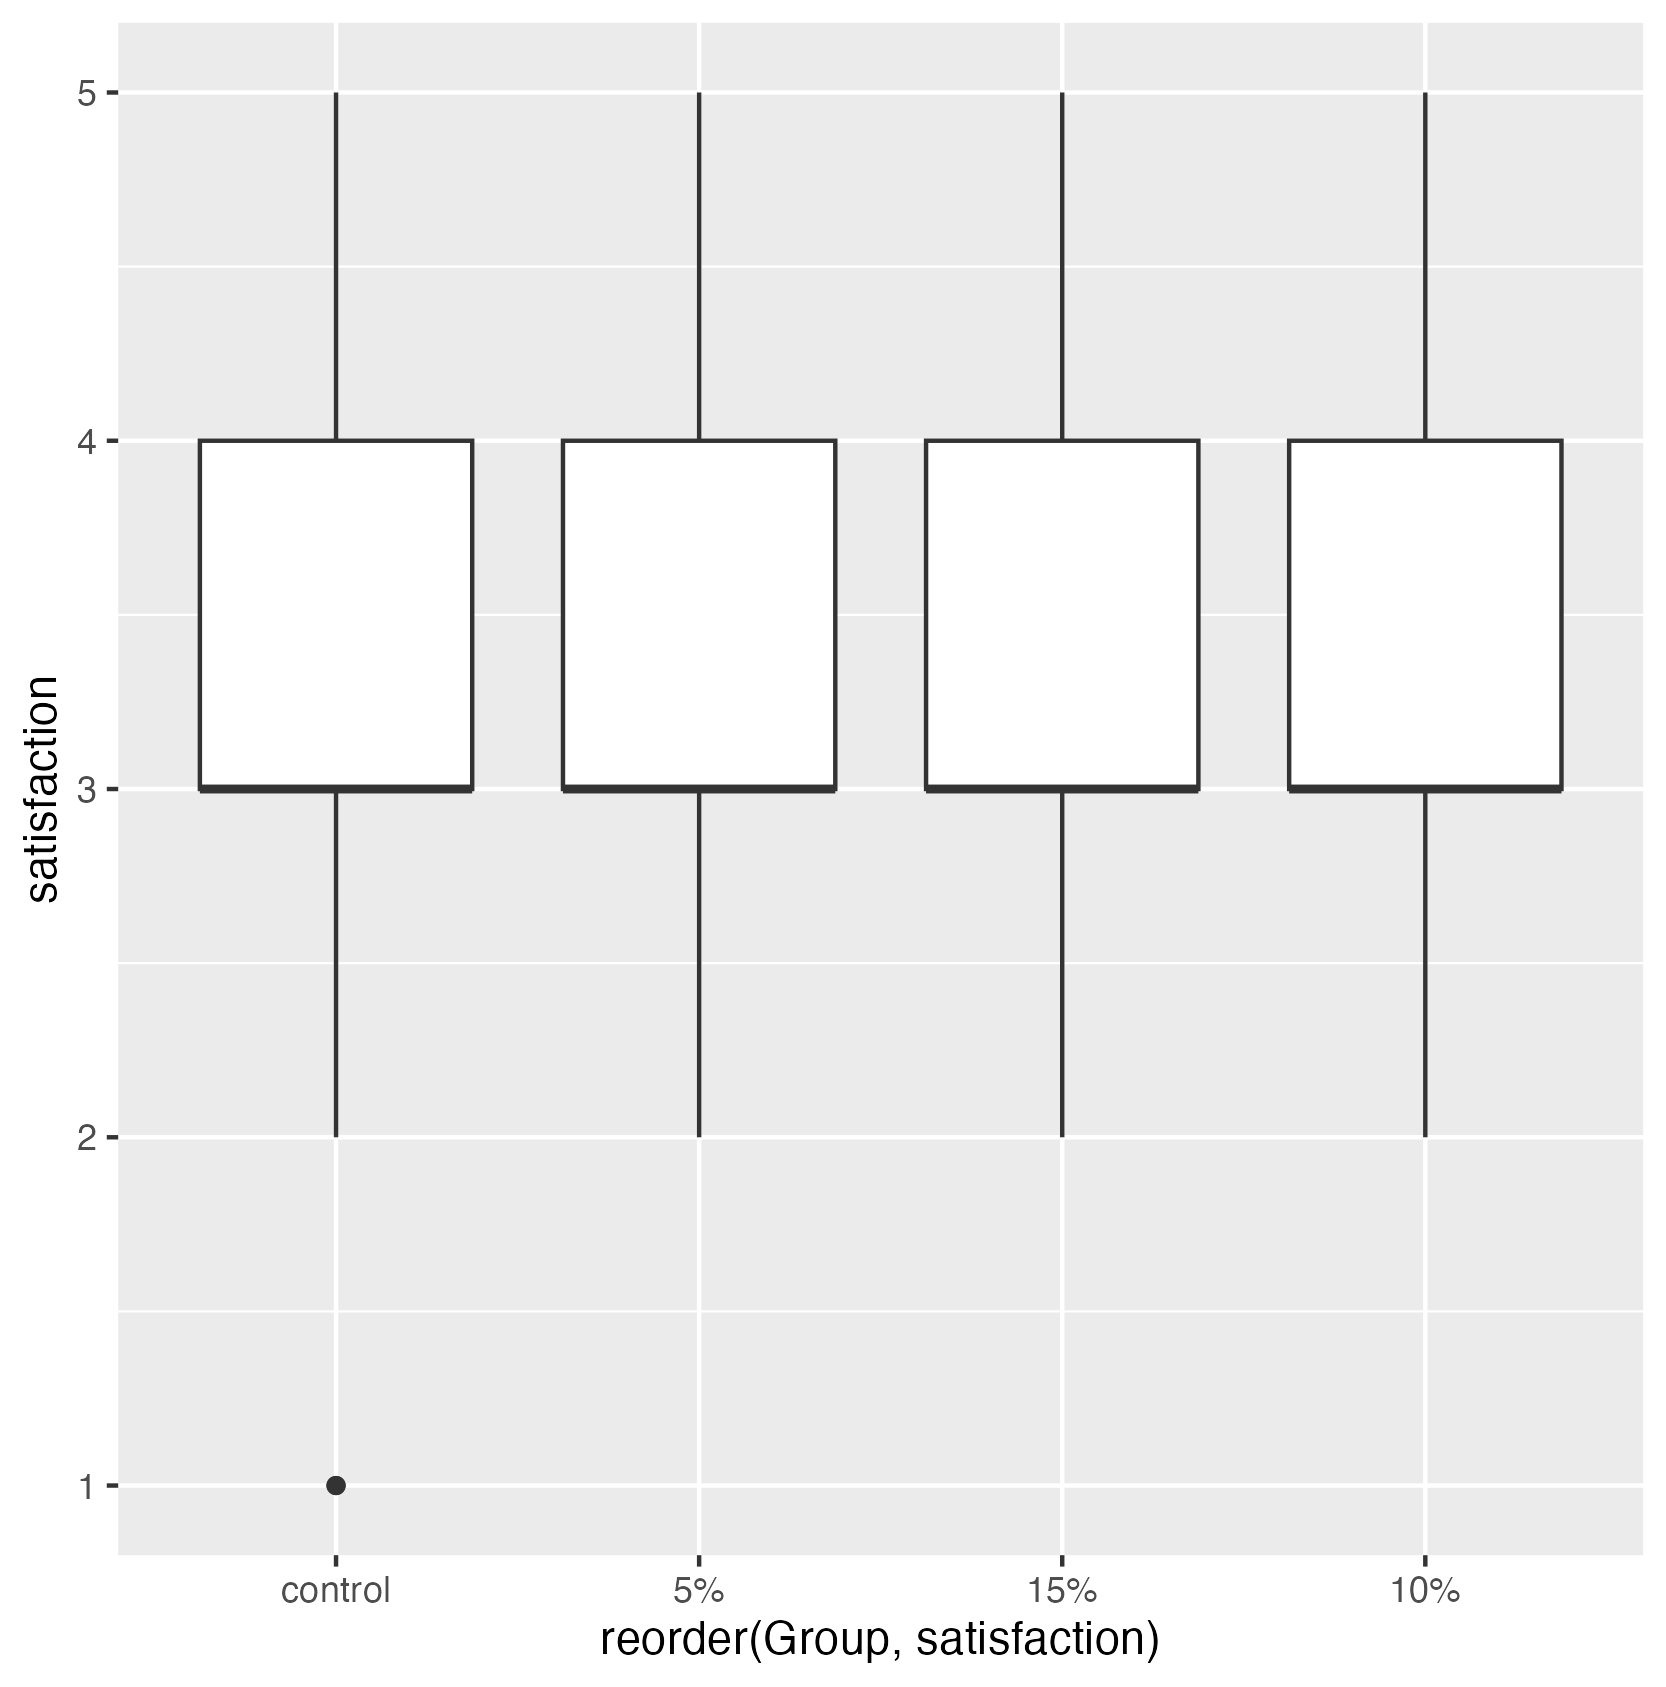 satisfaction
5
4
3
2
1
control 5% 15% 10%
reorder(Group, satisfaction)